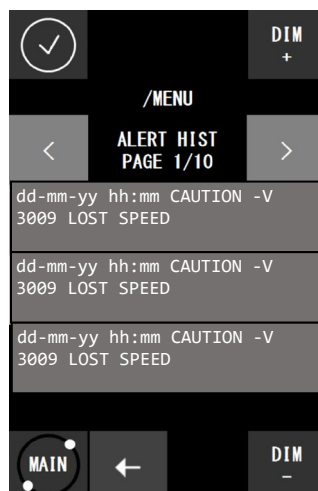 DIM
+
/MENU
<
ALERT HIST
PAGE 1/10
>
dd-mm-yy hh:mm CAUTION -V
3009 LOST SPEED
dd-mm-yy hh:mm CAUTION -V
3009 LOST SPEED
dd-mm-yy hh:mm CAUTION -V
3009 LOST SPEED
MAIN
←
DIM
-